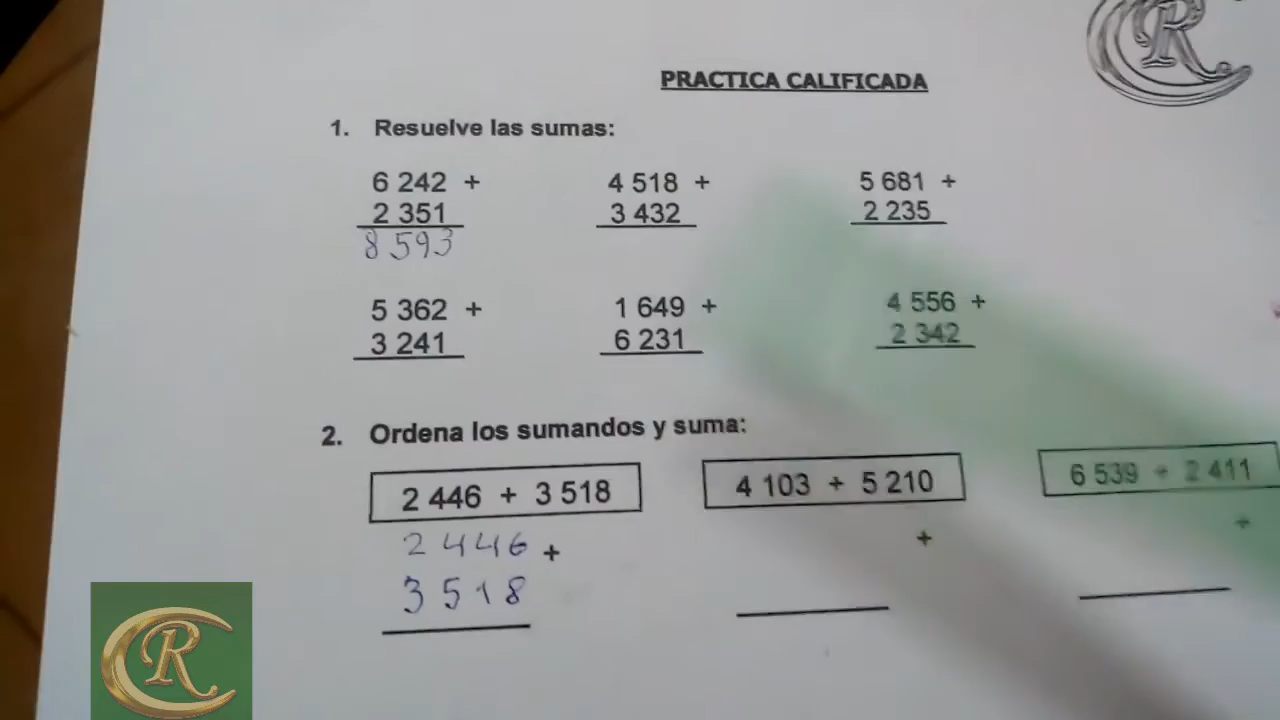 CR
PRACTICA CALIFICADA
1. Resuelve las sumas:
6 242 + 4 518 + 5 681 +
2 351 3 432 2 235
8 593
5 362 + 1 649 + 4 556 +
3 241 6 231 2 342
2. Ordena los sumandos y suma:
2 446 + 3 518 4 103 + 5 210 6 539 + 2 411
2 4 4 6 + + +
3 5 1 8
CR